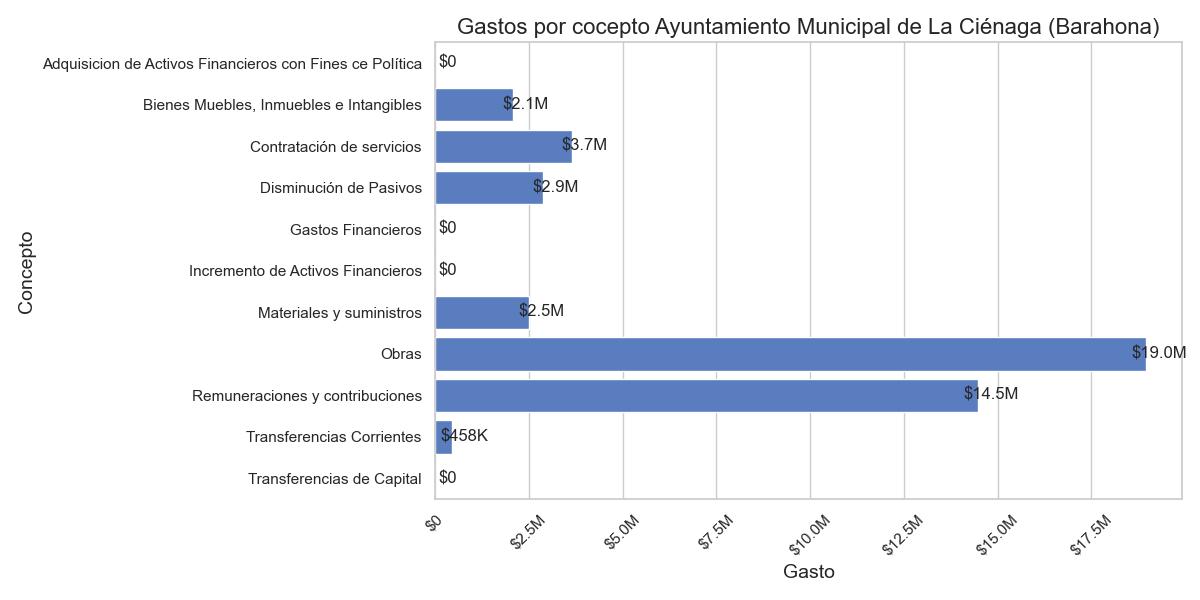 Gastos por cocepto Ayuntamiento Municipal de La Ciénaga (Barahona)
Concepto
Adquisicion de Activos Financieros con Fines ce Política $0
Bienes Muebles, Inmuebles e Intangibles $2.1M
Contratación de servicios $3.7M
Disminución de Pasivos $2.9M
Gastos Financieros $0
Incremento de Activos Financieros $0
Materiales y suministros $2.5M
Obras $19.0M
Remuneraciones y contribuciones $14.5M
Transferencias Corrientes $458K
Transferencias de Capital $0
$0 $2.5M $5.0M $7.5M $10.0M $12.5M $15.0M $17.5M
Gasto